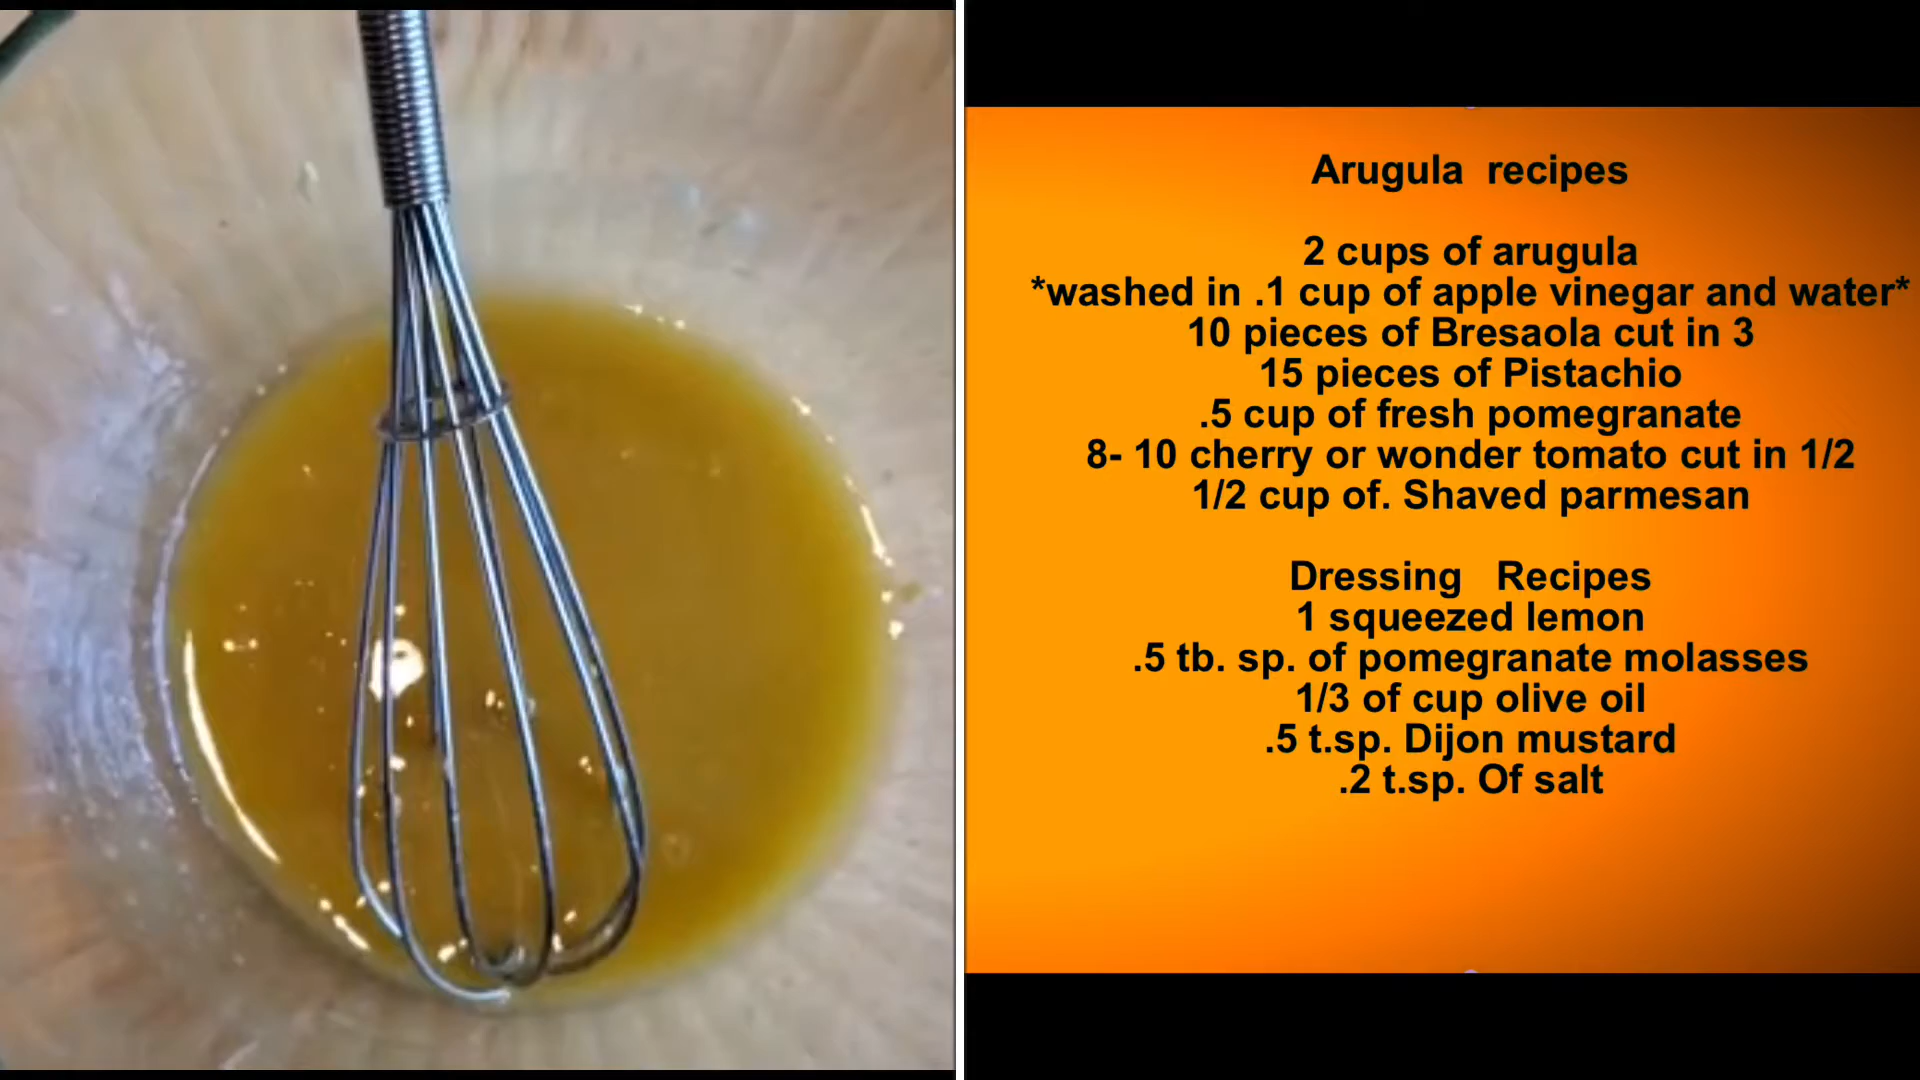 Arugula recipes
2 cups of arugula
*washed in .1 cup of apple vinegar and water*
10 pieces of Bresaola cut in 3
15 pieces of Pistachio
.5 cup of fresh pomegranate
8- 10 cherry or wonder tomato cut in 1/2
1/2 cup of. Shaved parmesan
Dressing Recipes
1 squeezed lemon
.5 tb. sp. of pomegranate molasses
1/3 of cup olive oil
.5 t.sp. Dijon mustard
.2 t.sp. Of salt